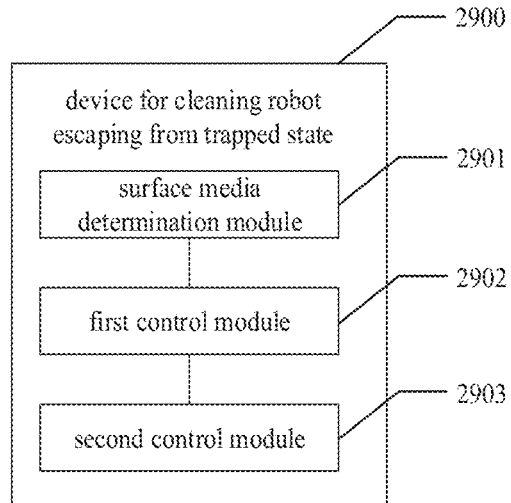 2900
device for cleaning robot
escaping from trapped state
2901
surface media
determination module
2902
first control module
2903
second control module